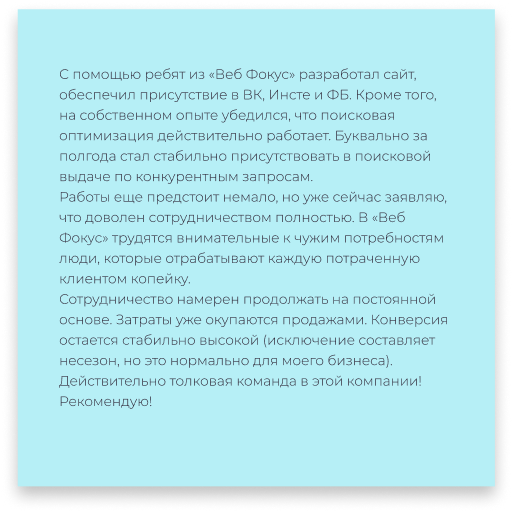 С помощью ребят из «Веб Фокус» разработал сайт,
обеспечил присутствие в ВК, Инсте и ФБ. Кроме того,
на собственном опыте убедился, что поисковая
оптимизация действительно работает. Буквально за
полгода стал стабильно присутствовать в поисковой
выдаче по конкурентным запросам.
Работы еще предстоит немало, но уже сейчас заявляю,
что доволен сотрудничеством полностью. В «Веб
Фокус» трудятся внимательные к чужим потребностям
люди, которые отрабатывают каждую потраченную
клиентом копейку.
Сотрудничество намерен продолжать на постоянной
основе. Затраты уже окупаются продажами. Конверсия
остается стабильно высокой (исключение составляет
несезон, но это нормально для моего бизнеса).
Действительно толковая команда в этой компании!
Рекомендую!